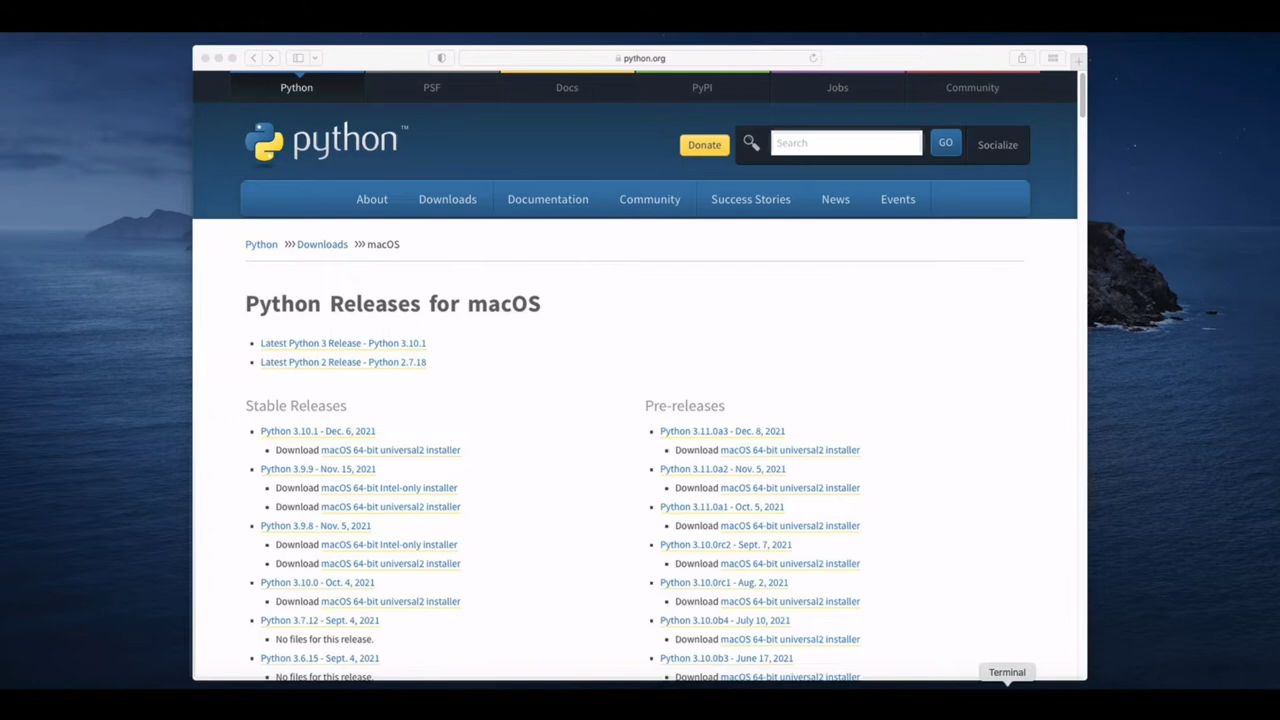 python.org
Python
PSF
Docs
PyPI
Jobs
Community
python™
Donate
Search
GO
Socialize
About
Downloads
Documentation
Community
Success Stories
News
Events
Python >>> Downloads >>> macOS
Python Releases for macOS
Latest Python 3 Release - Python 3.10.1
Latest Python 2 Release - Python 2.7.18
Stable Releases
Python 3.10.1 - Dec. 6, 2021
Download macOS 64-bit universal2 installer
Python 3.9.9 - Nov. 15, 2021
Download macOS 64-bit Intel-only installer
Download macOS 64-bit universal2 installer
Python 3.9.8 - Nov. 5, 2021
Download macOS 64-bit Intel-only installer
Download macOS 64-bit universal2 installer
Python 3.10.0 - Oct. 4, 2021
Download macOS 64-bit universal2 installer
Python 3.7.12 - Sept. 4, 2021
No files for this release.
Python 3.6.15 - Sept. 4, 2021
No files for this release.
Pre-releases
Python 3.11.0a3 - Dec. 8, 2021
Download macOS 64-bit universal2 installer
Python 3.11.0a2 - Nov. 5, 2021
Download macOS 64-bit universal2 installer
Python 3.11.0a1 - Oct. 5, 2021
Download macOS 64-bit universal2 installer
Python 3.10.0rc2 - Sept. 7, 2021
Download macOS 64-bit universal2 installer
Python 3.10.0rc1 - Aug. 2, 2021
Download macOS 64-bit universal2 installer
Python 3.10.0b4 - July 10, 2021
Download macOS 64-bit universal2 installer
Python 3.10.0b3 - June 17, 2021
Download macOS 64-bit universal2 installer
Terminal